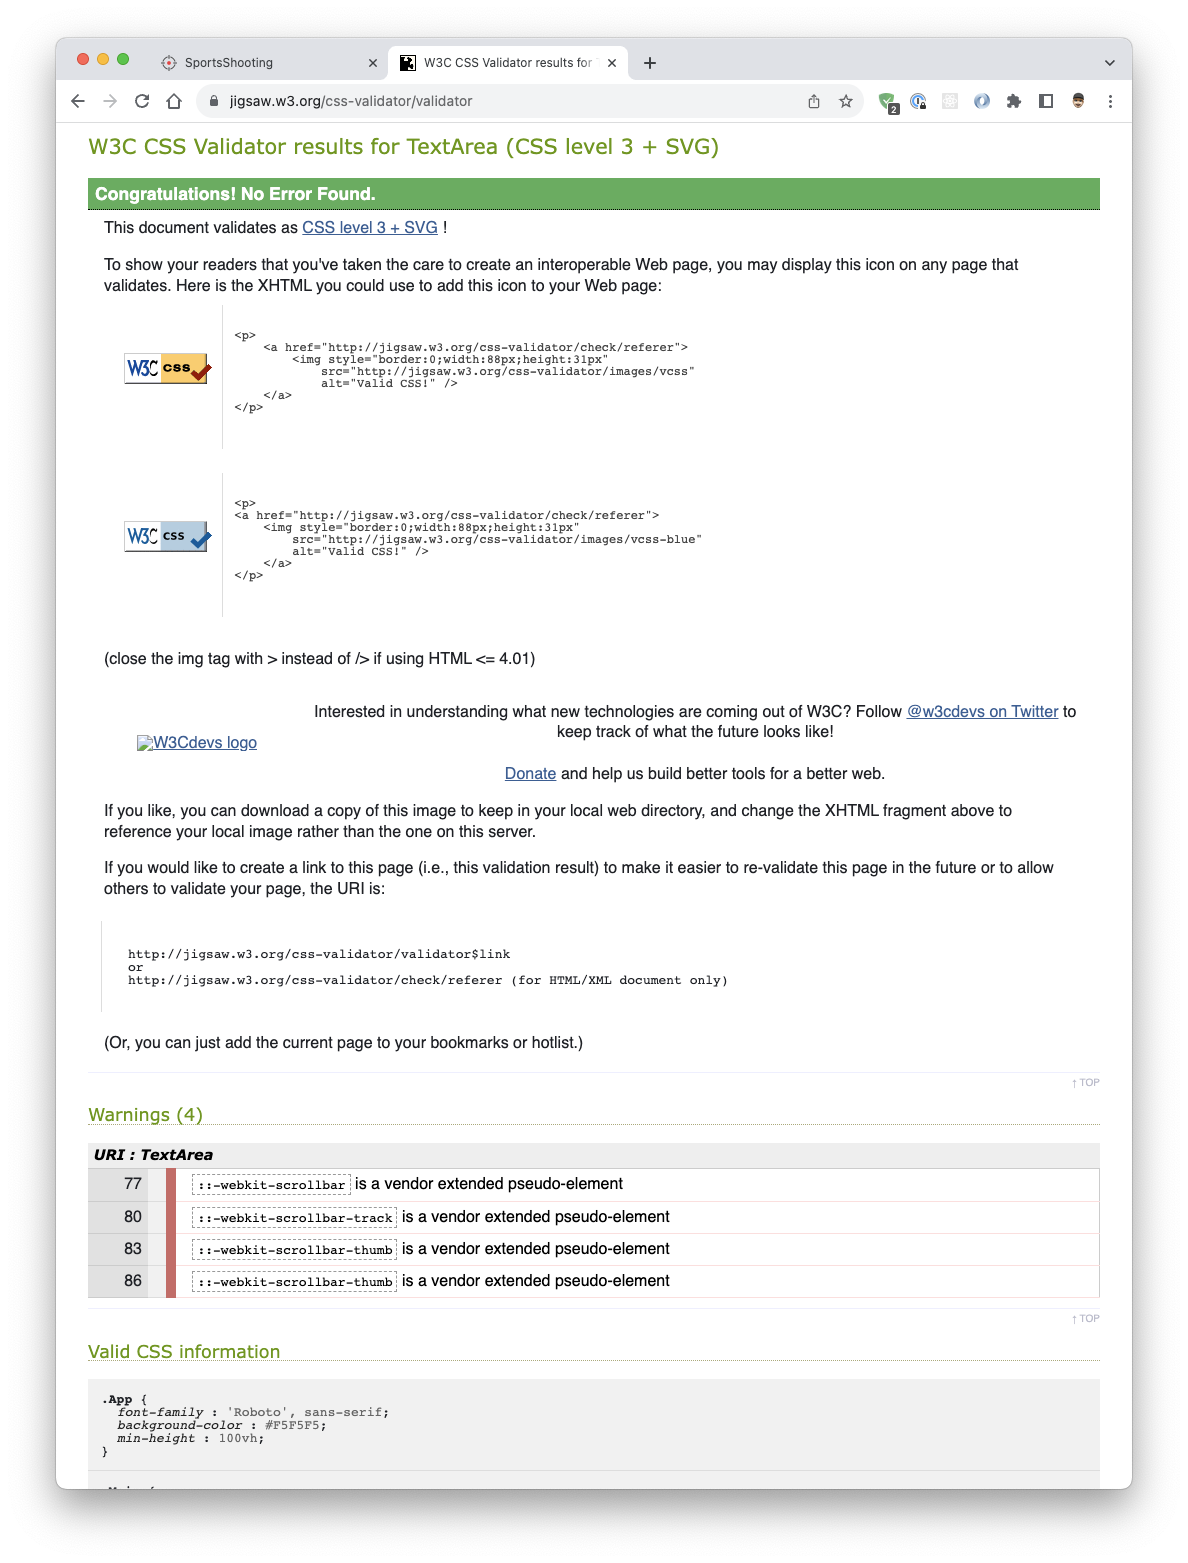 SportsShooting
W3C CSS Validator results for
jigsaw.w3.org/css-validator/validator
2
W3C CSS Validator results for TextArea (CSS level 3 + SVG)
Congratulations! No Error Found.
This document validates as CSS level 3 + SVG !
To show your readers that you've taken the care to create an interoperable Web page, you may display this icon on any page that
validates. Here is the XHTML you could use to add this icon to your Web page:
W3C css
<p>
<a href="http://jigsaw.w3.org/css-validator/check/referer">
<img style="border:0;width:88px;height:31px"
src="http://jigsaw.w3.org/css-validator/images/vcss"
alt="Valid CSS!" />
</a>
</p>
W3C css
<p>
<a href="http://jigsaw.w3.org/css-validator/check/referer">
<img style="border:0;width:88px;height:31px"
src="http://jigsaw.w3.org/css-validator/images/vcss-blue"
alt="Valid CSS!" />
</a>
</p>
(close the img tag with > instead of /> if using HTML <= 4.01)
W3Cdevs logo
Interested in understanding what new technologies are coming out of W3C? Follow @w3cdevs on Twitter to
keep track of what the future looks like!
Donate and help us build better tools for a better web.
If you like, you can download a copy of this image to keep in your local web directory, and change the XHTML fragment above to
reference your local image rather than the one on this server.
If you would like to create a link to this page (i.e., this validation result) to make it easier to re-validate this page in the future or to allow
others to validate your page, the URI is:
http://jigsaw.w3.org/css-validator/validator$link
or
http://jigsaw.w3.org/css-validator/check/referer (for HTML/XML document only)
(Or, you can just add the current page to your bookmarks or hotlist.)
↑ TOP
Warnings (4)
URI : TextArea
77 ::-webkit-scrollbar is a vendor extended pseudo-element
80 ::-webkit-scrollbar-track is a vendor extended pseudo-element
83 ::-webkit-scrollbar-thumb is a vendor extended pseudo-element
86 ::-webkit-scrollbar-thumb is a vendor extended pseudo-element
↑ TOP
Valid CSS information
.App {
font-family : 'Roboto', sans-serif;
background-color : #F5F5F5;
min-height : 100vh;
}